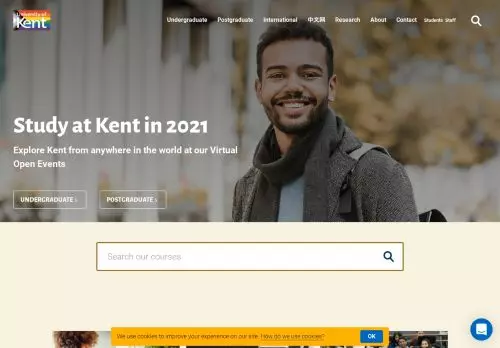 University of
Kent
Undergraduate Postgraduate International 中文网 Research About Contact Students Staff
Study at Kent in 2021
Explore Kent from anywhere in the world at our Virtual
Open Events
UNDERGRADUATE ›
POSTGRADUATE ›
Search our courses
We use cookies to improve your experience on our site. How do we use cookies?
OK